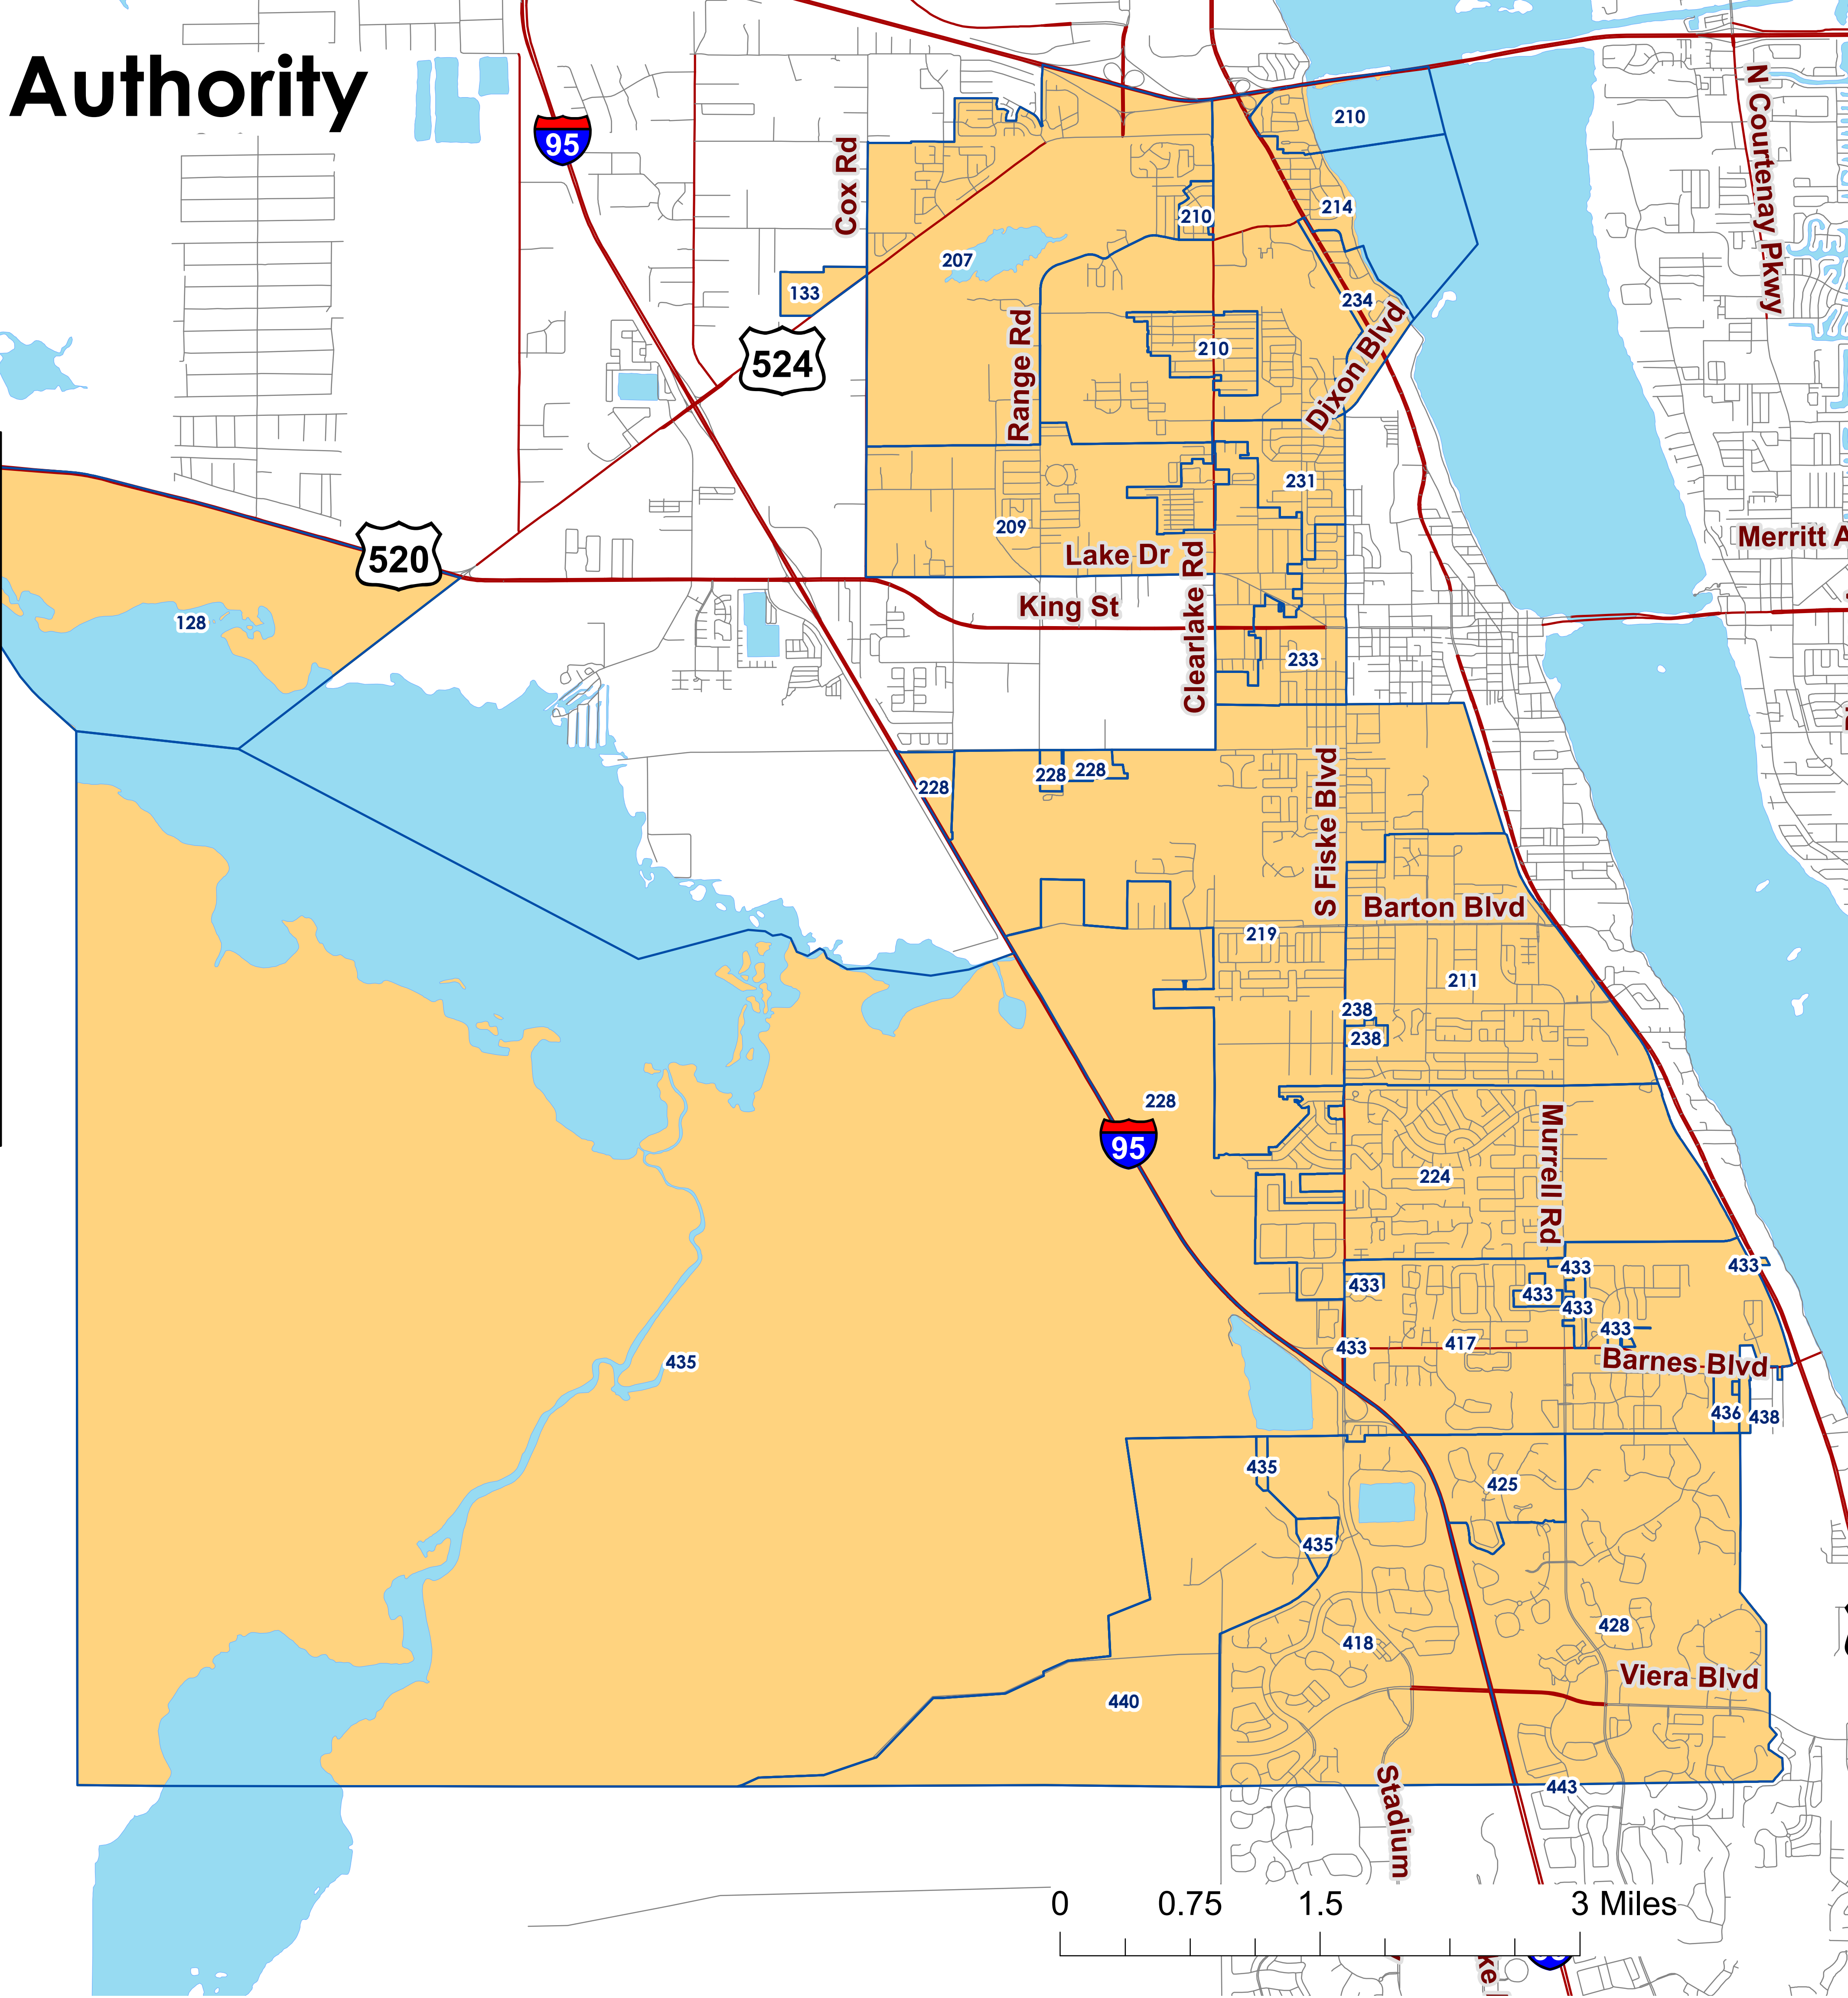 Authority
95
Cox Rd
N Courtenay Pkwy
210
214
210
207
133
234
524
Range Rd
210
Dixon Blvd
231
209
Merritt A
520
Lake Dr
Clearlake Rd
King St
128
233
228
228
228
S Fiske Blvd
Barton Blvd
219
211
238
238
228
95
Murrell Rd
224
433
433
433
433
433
433
433
417
Barnes Blvd
435
436
438
435
425
435
428
418
Viera Blvd
440
Stadium
443
0 0.75 1.5 3 Miles